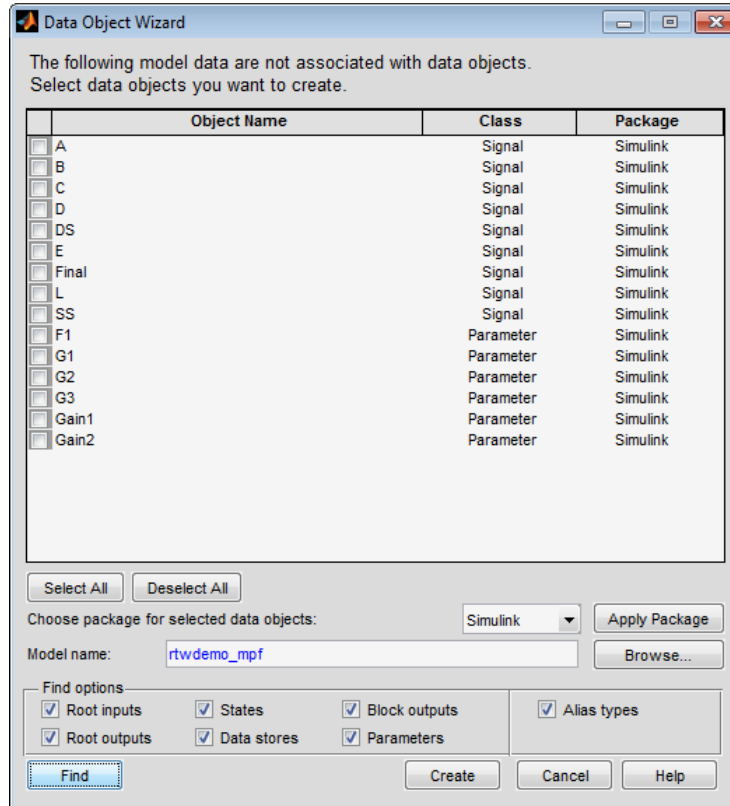 Data Object Wizard
The following model data are not associated with data objects.
Select data objects you want to create.
Object Name Class Package
A Signal Simulink
B Signal Simulink
C Signal Simulink
D Signal Simulink
DS Signal Simulink
E Signal Simulink
Final Signal Simulink
L Signal Simulink
SS Signal Simulink
F1 Parameter Simulink
G1 Parameter Simulink
G2 Parameter Simulink
G3 Parameter Simulink
Gain1 Parameter Simulink
Gain2 Parameter Simulink
Select All Deselect All
Choose package for selected data objects: Simulink Apply Package
Model name: rtwdemo_mpf Browse...
Find options
Root inputs States Block outputs Alias types
Root outputs Data stores Parameters
Find Create Cancel Help